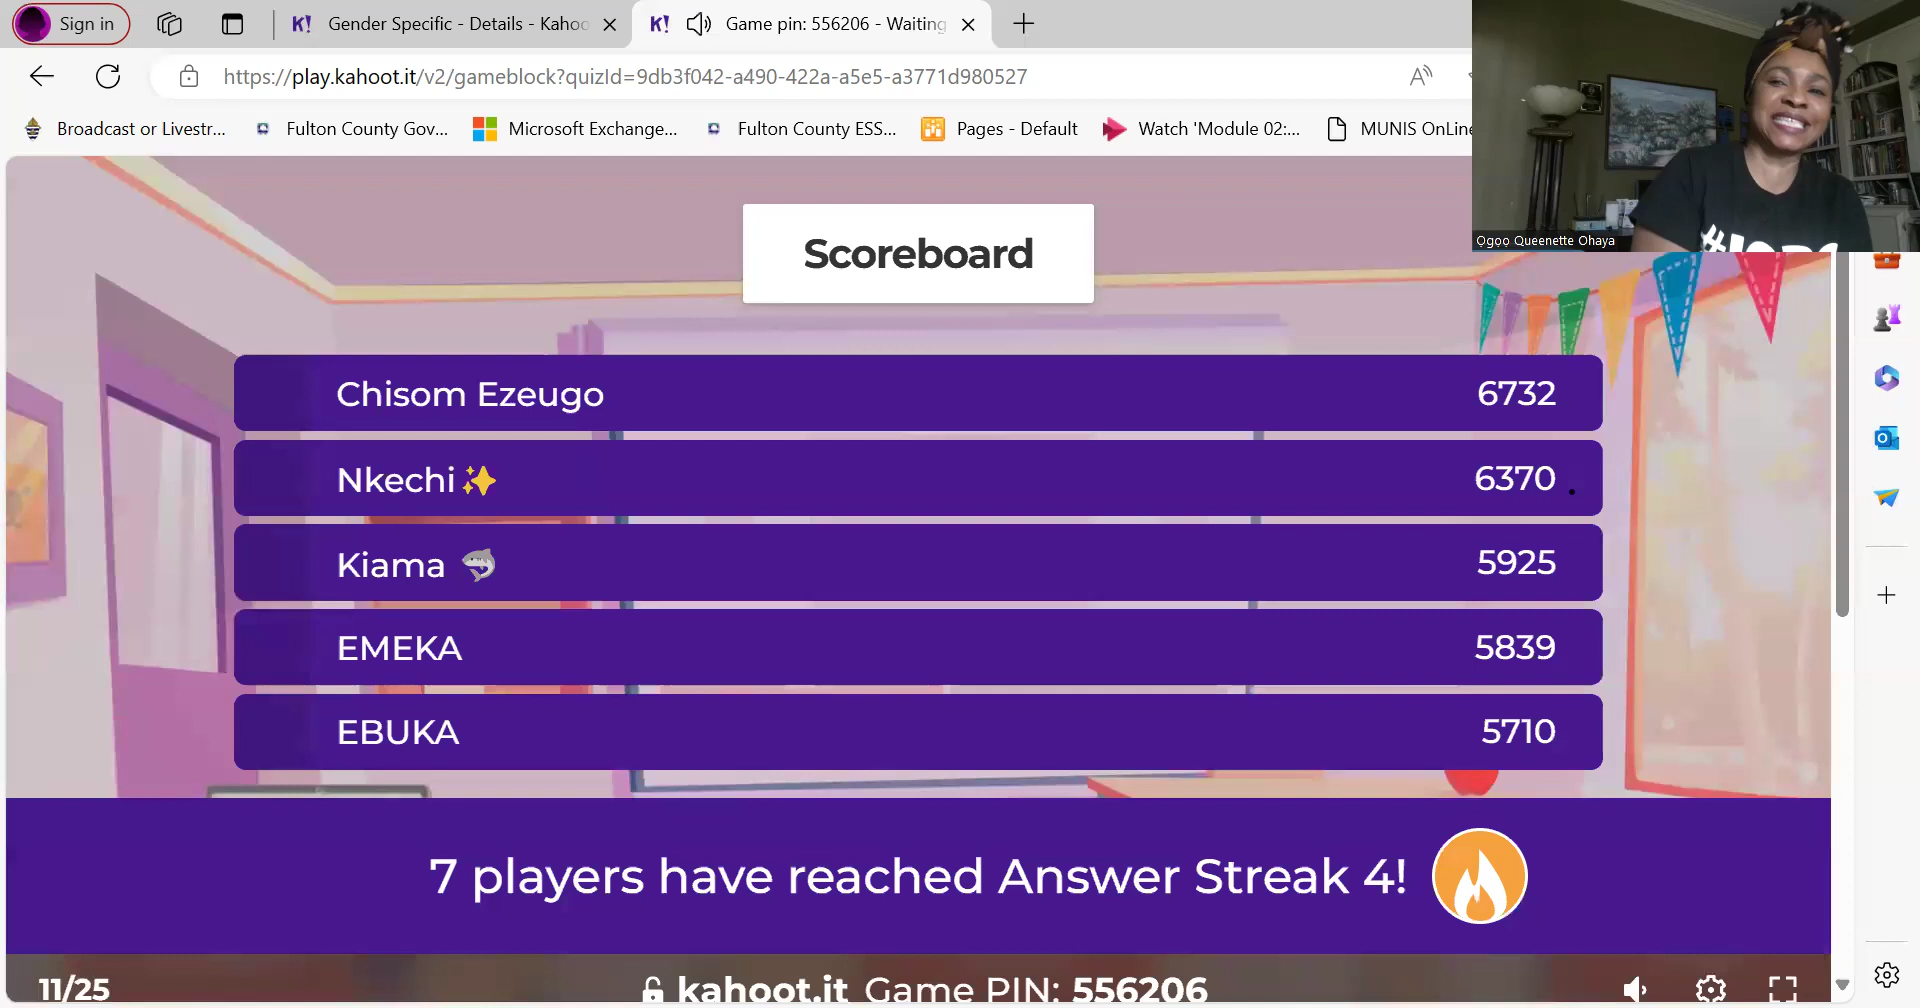 Sign in
K! Gender Specific - Details - Kahoo
K! Game pin: 556206 - Waiting
https://play.kahoot.it/v2/gameblock?quizId=9db3f042-a490-422a-a5e5-a3771d980527
Broadcast or Livestr... Fulton County Gov... Microsoft Exchange... Fulton County ESS... Pages - Default Watch 'Module 02:... MUNIS OnLine
Ọgọọ Queenette Ohaya
Scoreboard
Chisom Ezeugo 6732
Nkechi✨ 6370
Kiama 🦈 5925
EMEKA 5839
EBUKA 5710
7 players have reached Answer Streak 4!
11/25 kahoot.it Game PIN: 556206